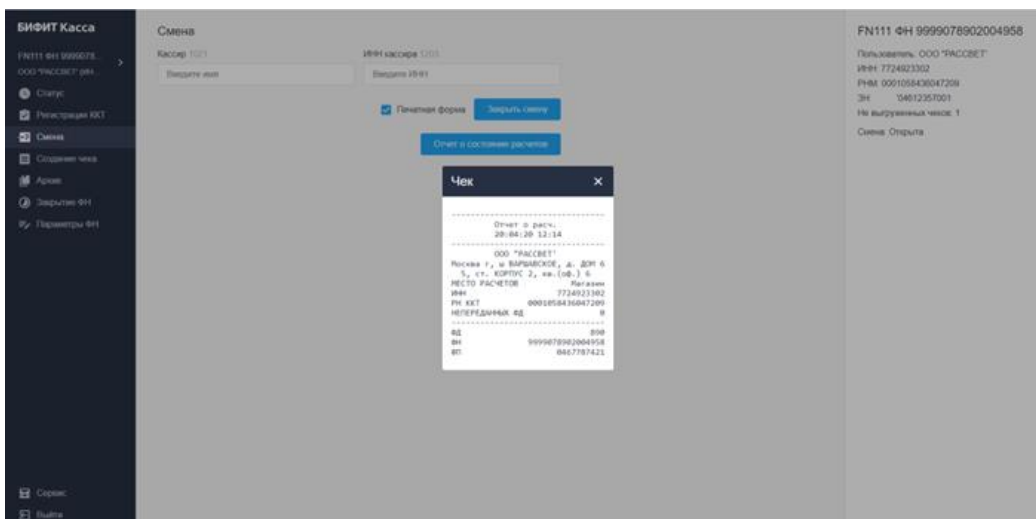 БИФИТ Касса
FN111 ФН 9999078...
ООО "РАССВЕТ" (ИН...
Статус
Регистрация ККТ
Смена
Создание чека
Архив
Закрытие ФН
Параметры ФН
Сервис
Выйти
Смена
Кассир 1021
ИНН кассира 1203
Введите имя
Введите ИНН
Печатная форма
Закрыть смену
Отчет о состоянии расчетов
Чек
Отчет о расч.
20:04:20 12:14
ООО "РАССВЕТ"
Москва г, ш ВАРШАВСКОЕ, д. ДОМ 6
5, ст. КОРПУС 2, кв.(оф.) 6
МЕСТО РАСЧЕТОВ Магазин
ИНН 7724923302
РН ККТ 0001058436047209
НЕПЕРЕДАННЫХ ФД 0
ФД 890
ФН 9999078902004958
ФП 0467787421
FN111 ФН 9999078902004958
Пользователь: ООО "РАССВЕТ"
ИНН: 7724923302
РНМ: 0001058436047209
ЗН:
Не выгруженных чеков: 1
Смена: Открыта